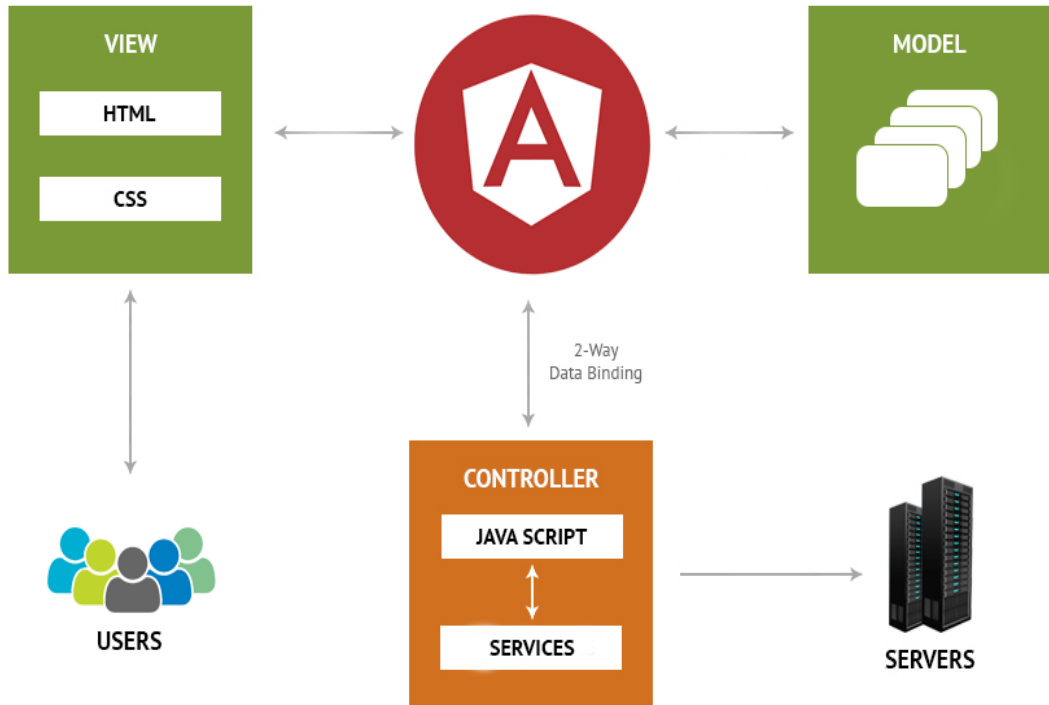 VIEW
HTML
CSS
MODEL
2-Way
Data Binding
CONTROLLER
JAVA SCRIPT
SERVICES
USERS
SERVERS